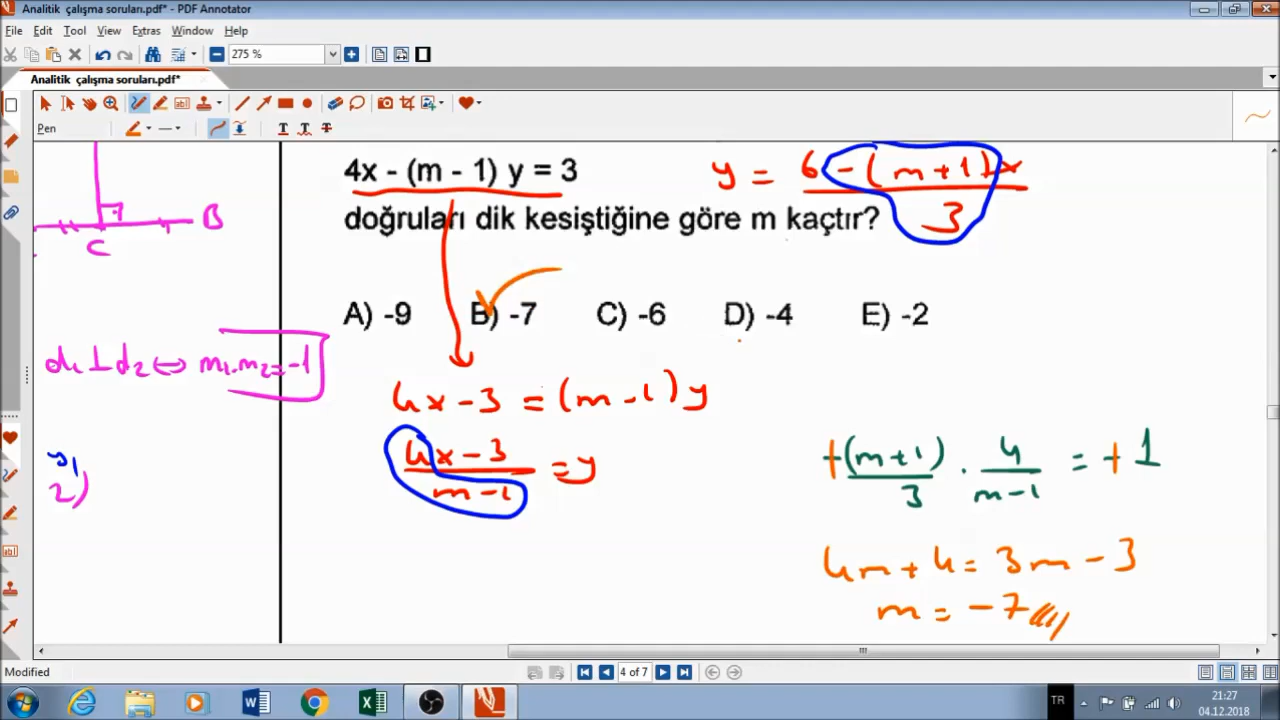 Analitik çalışma soruları.pdf* - PDF Annotator
File Edit Tool View Extras Window Help
275 %
Analitik çalışma soruları.pdf*
Pen
4x - (m - 1) y = 3
y = 6 - (m + 1)x / 3
doğruları dik kesiştiğine göre m kaçtır?
B
C
A) -9 B) -7 C) -6 D) -4 E) -2
d1 ⊥ d2 ⇔ m1.m2 = -1
4x - 3 = (m - 1) y
4x - 3 / m - 1 = y
+(m+1) / 3 . 4 / m-1 = +1
2)
4m + 4 = 3m - 3
m = -7
Modified
4 of 7
TR
21:27
04.12.2018